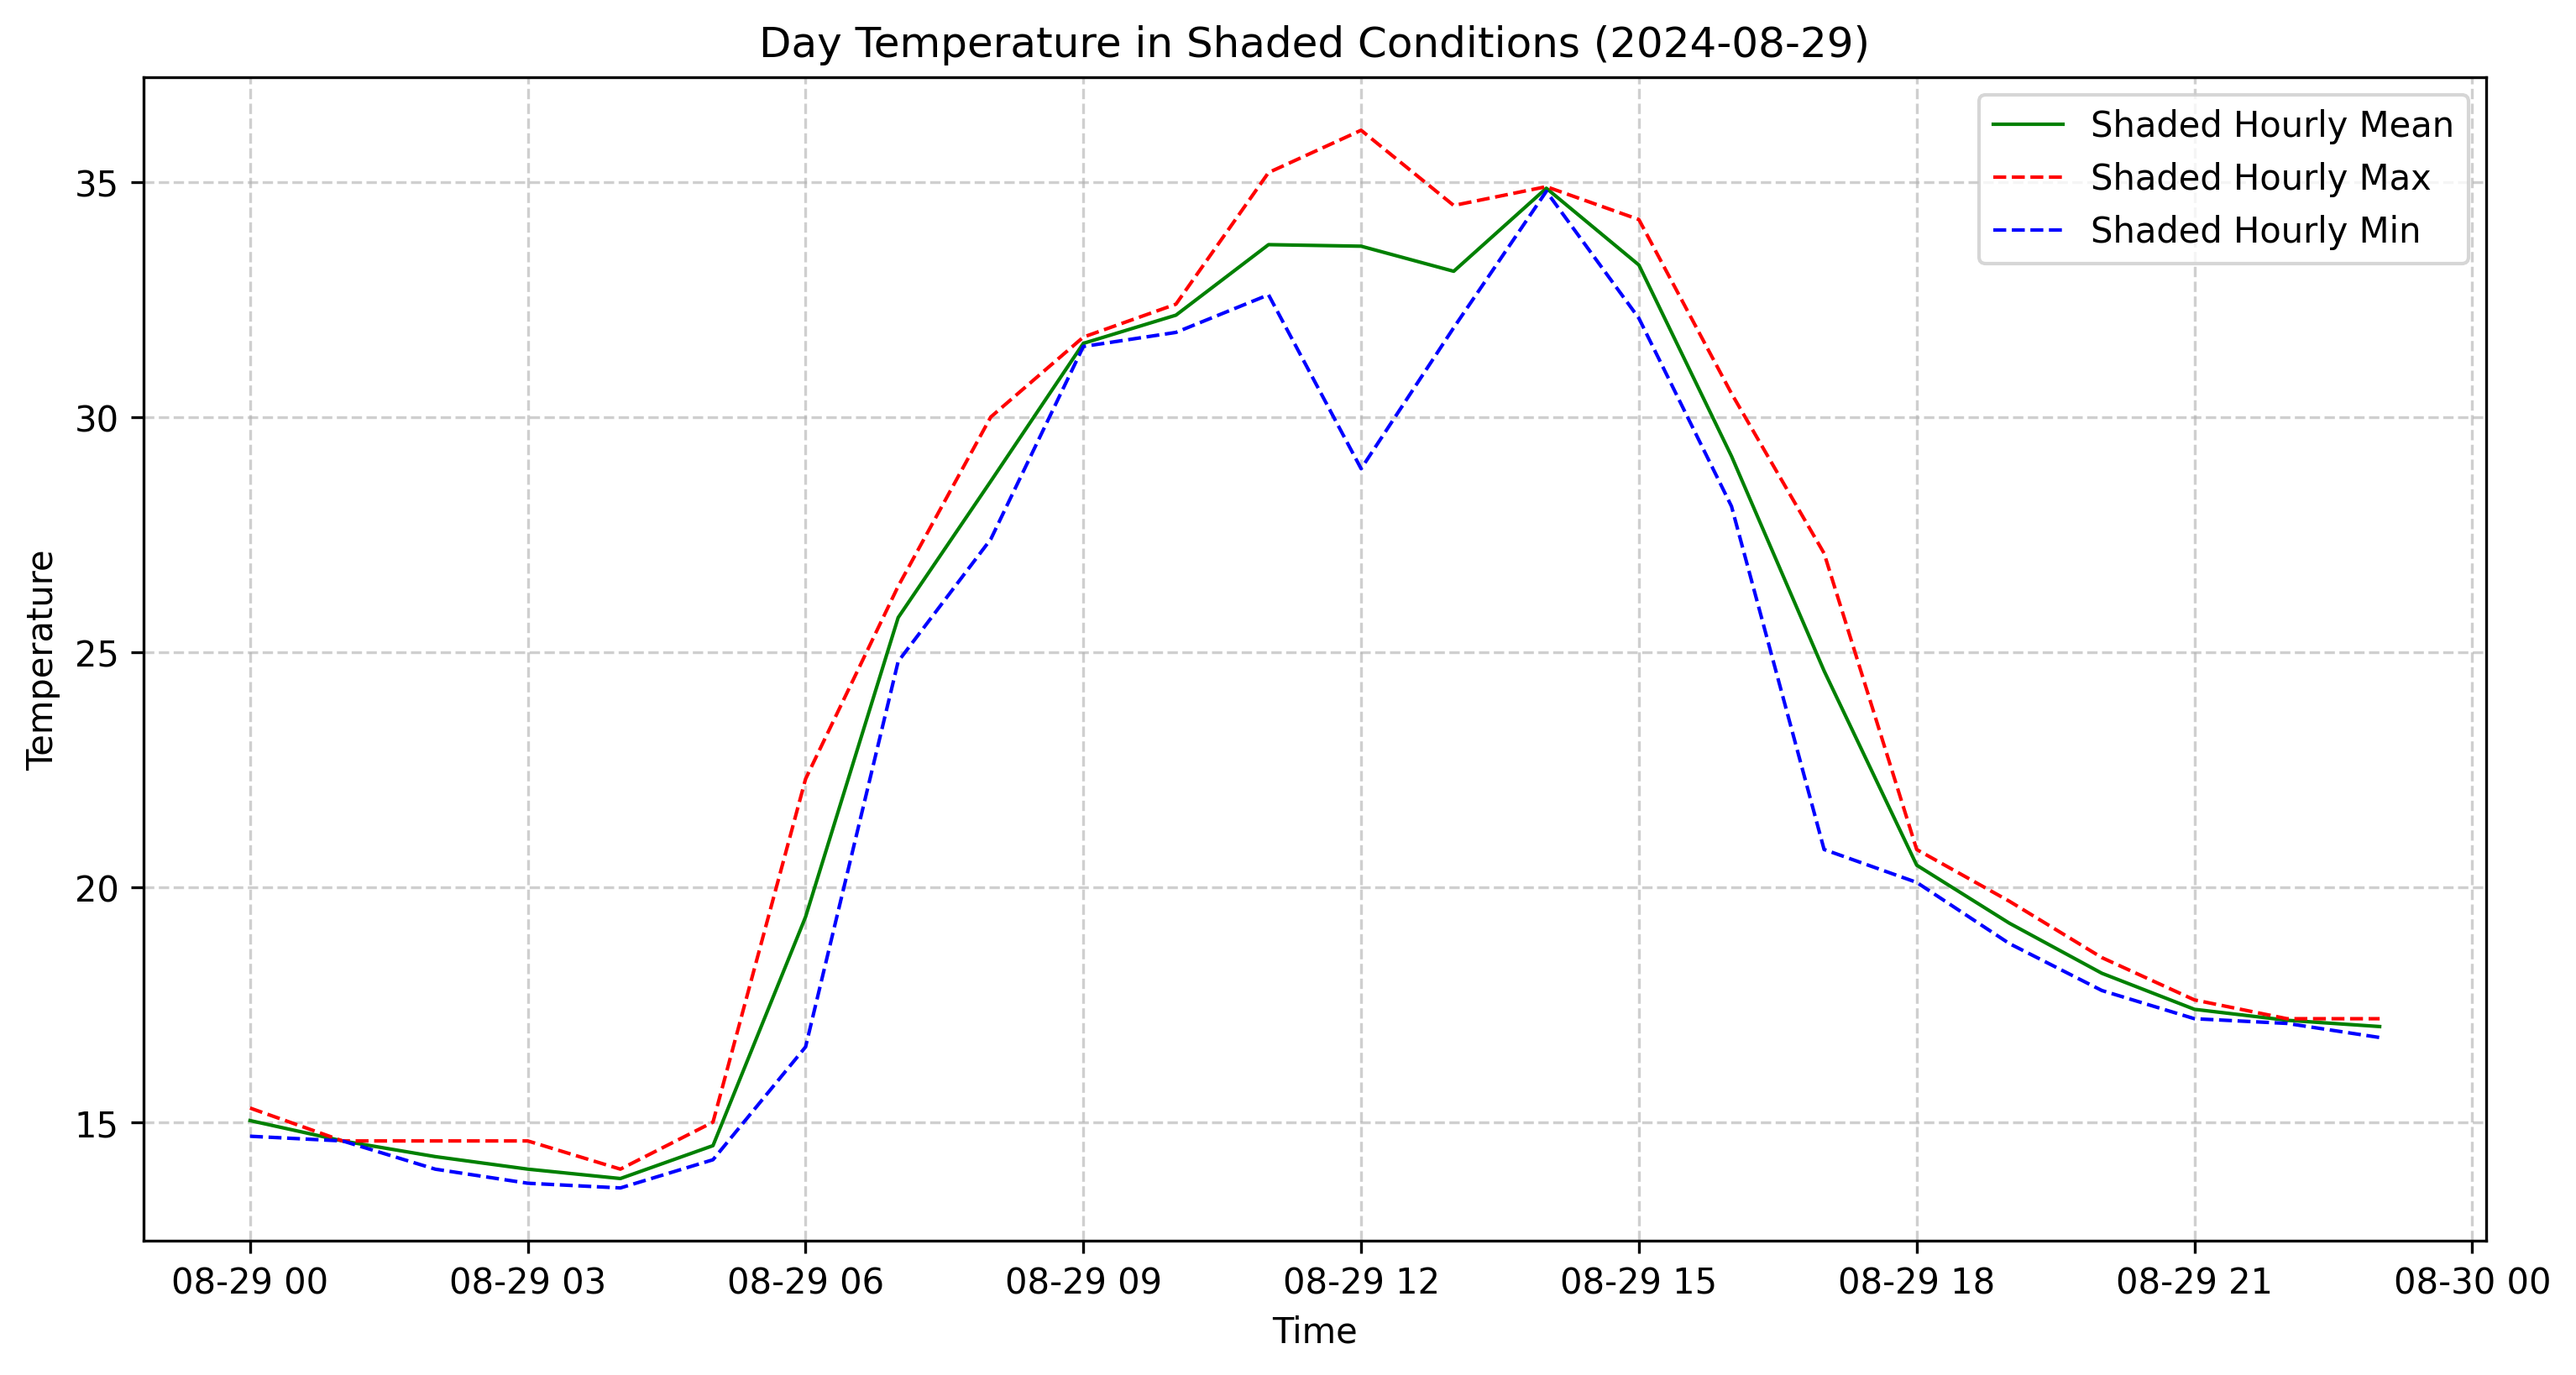 Day Temperature in Shaded Conditions (2024-08-29)
Shaded Hourly Mean
Shaded Hourly Max
Shaded Hourly Min
Temperature
35
30
25
20
15
08-29 00
08-29 03
08-29 06
08-29 09
08-29 12
08-29 15
08-29 18
08-29 21
08-30 00
Time